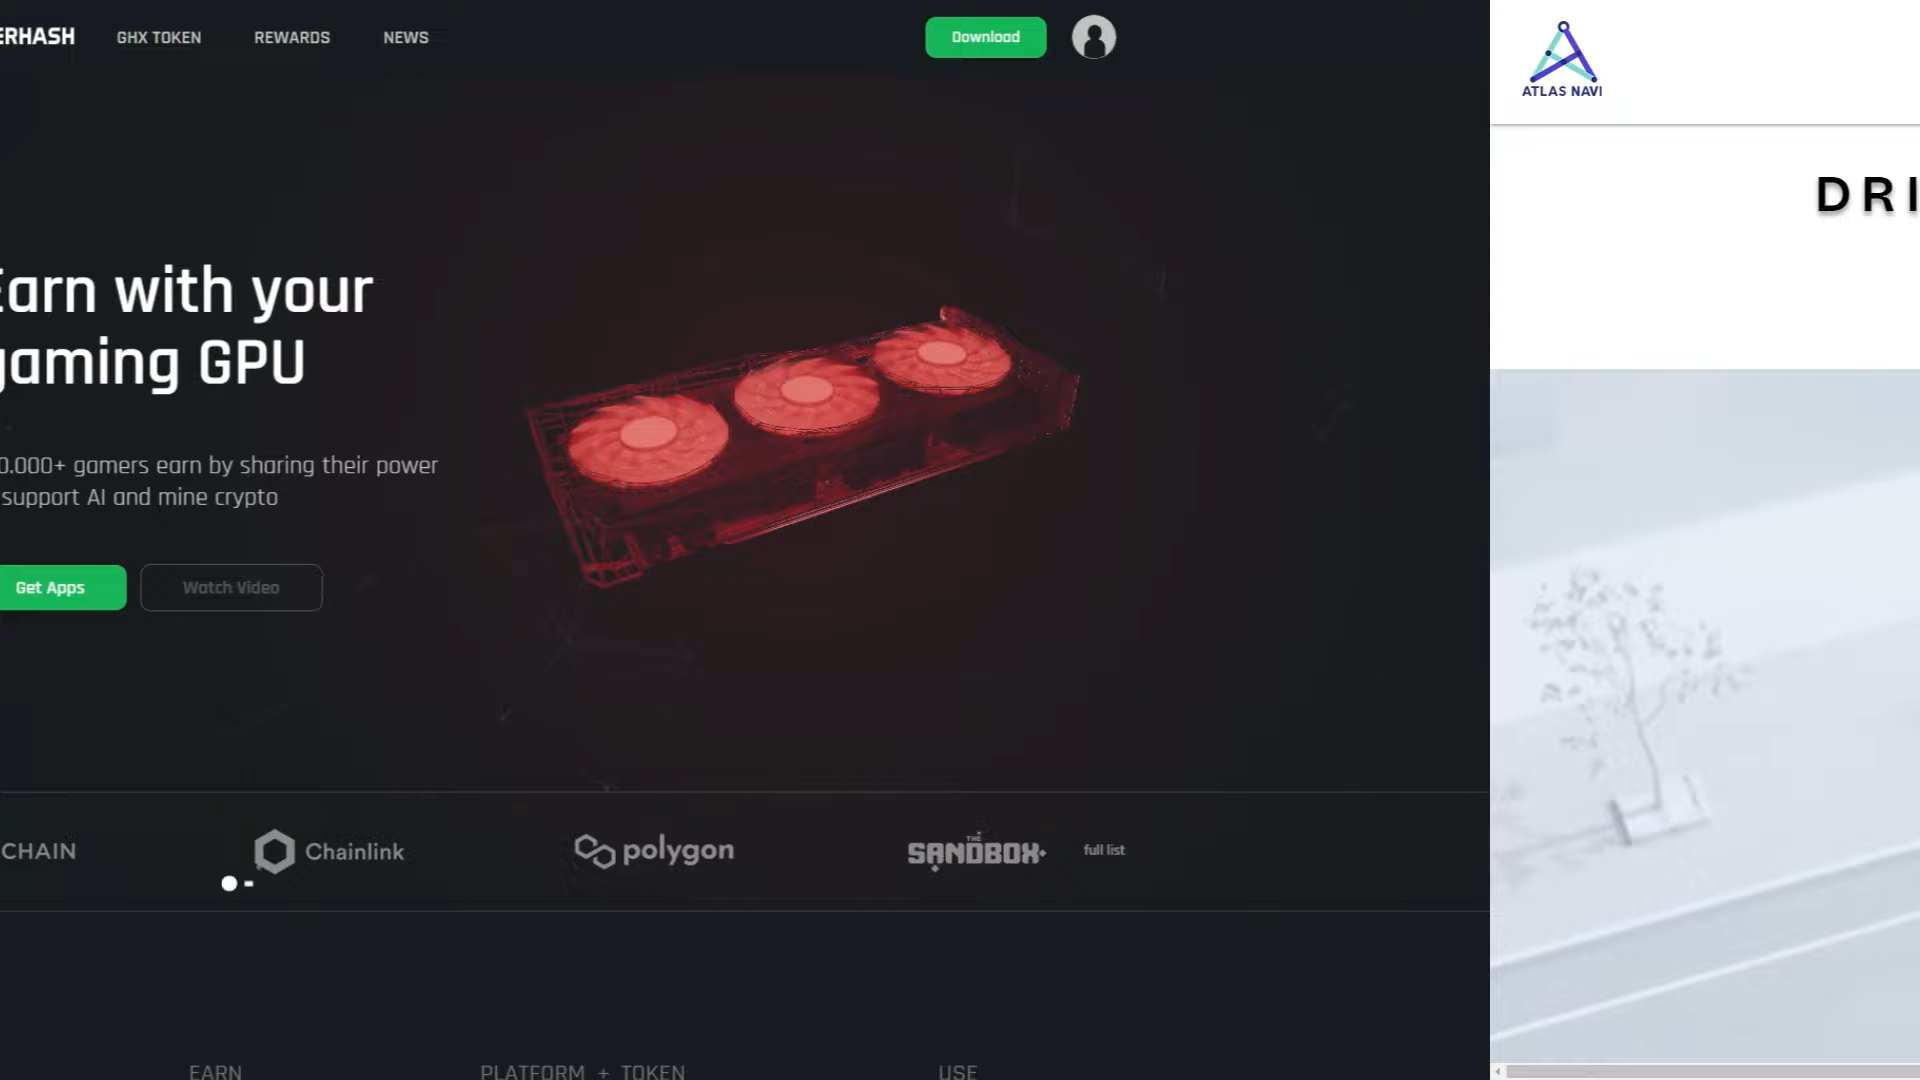 ERHASH
GHX TOKEN
REWARDS
NEWS
Download
Earn with your
gaming GPU
0.000+ gamers earn by sharing their power
support AI and mine crypto
Get Apps
Watch Video
CHAIN
Chainlink
polygon
THE
SANDBOX
full list
EARN
PLATFORM + TOKEN
USE
ATLAS NAVI
DRI